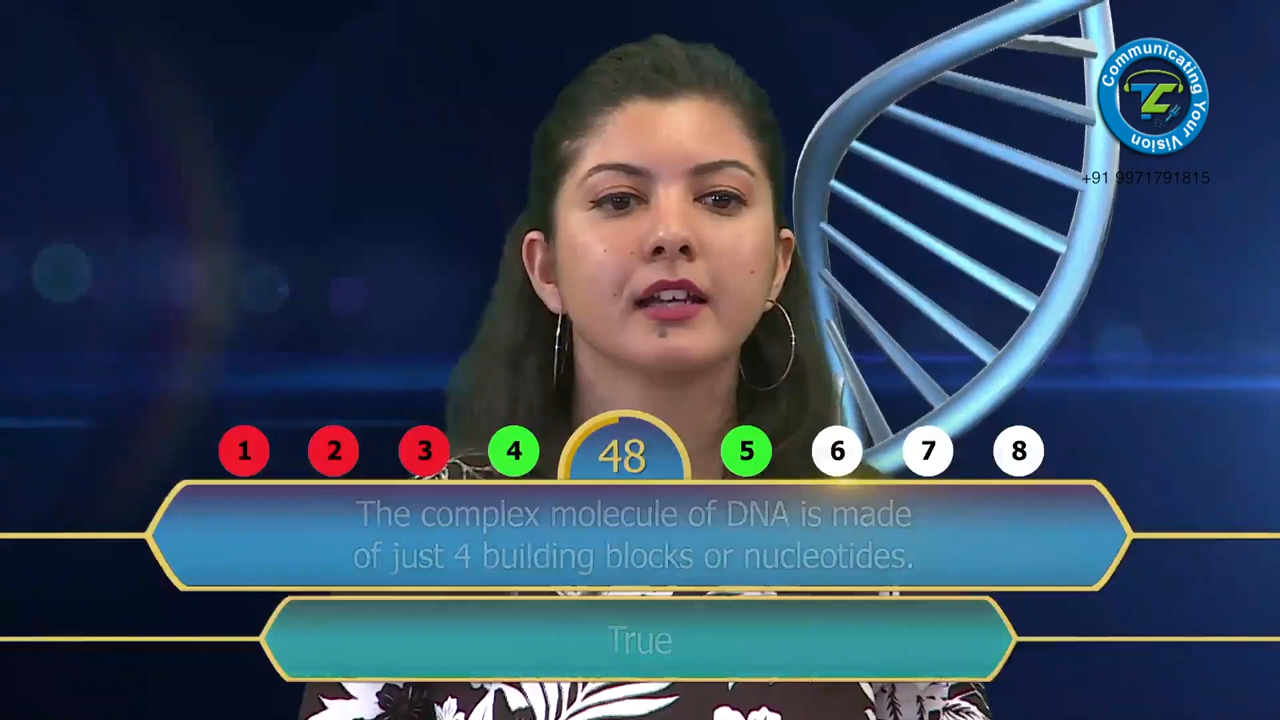 Communicating Your Vision
TC
+91 9971791815
1 2 3 4 48 5 6 7 8
The complex molecule of DNA is made
of just 4 building blocks or nucleotides.
True